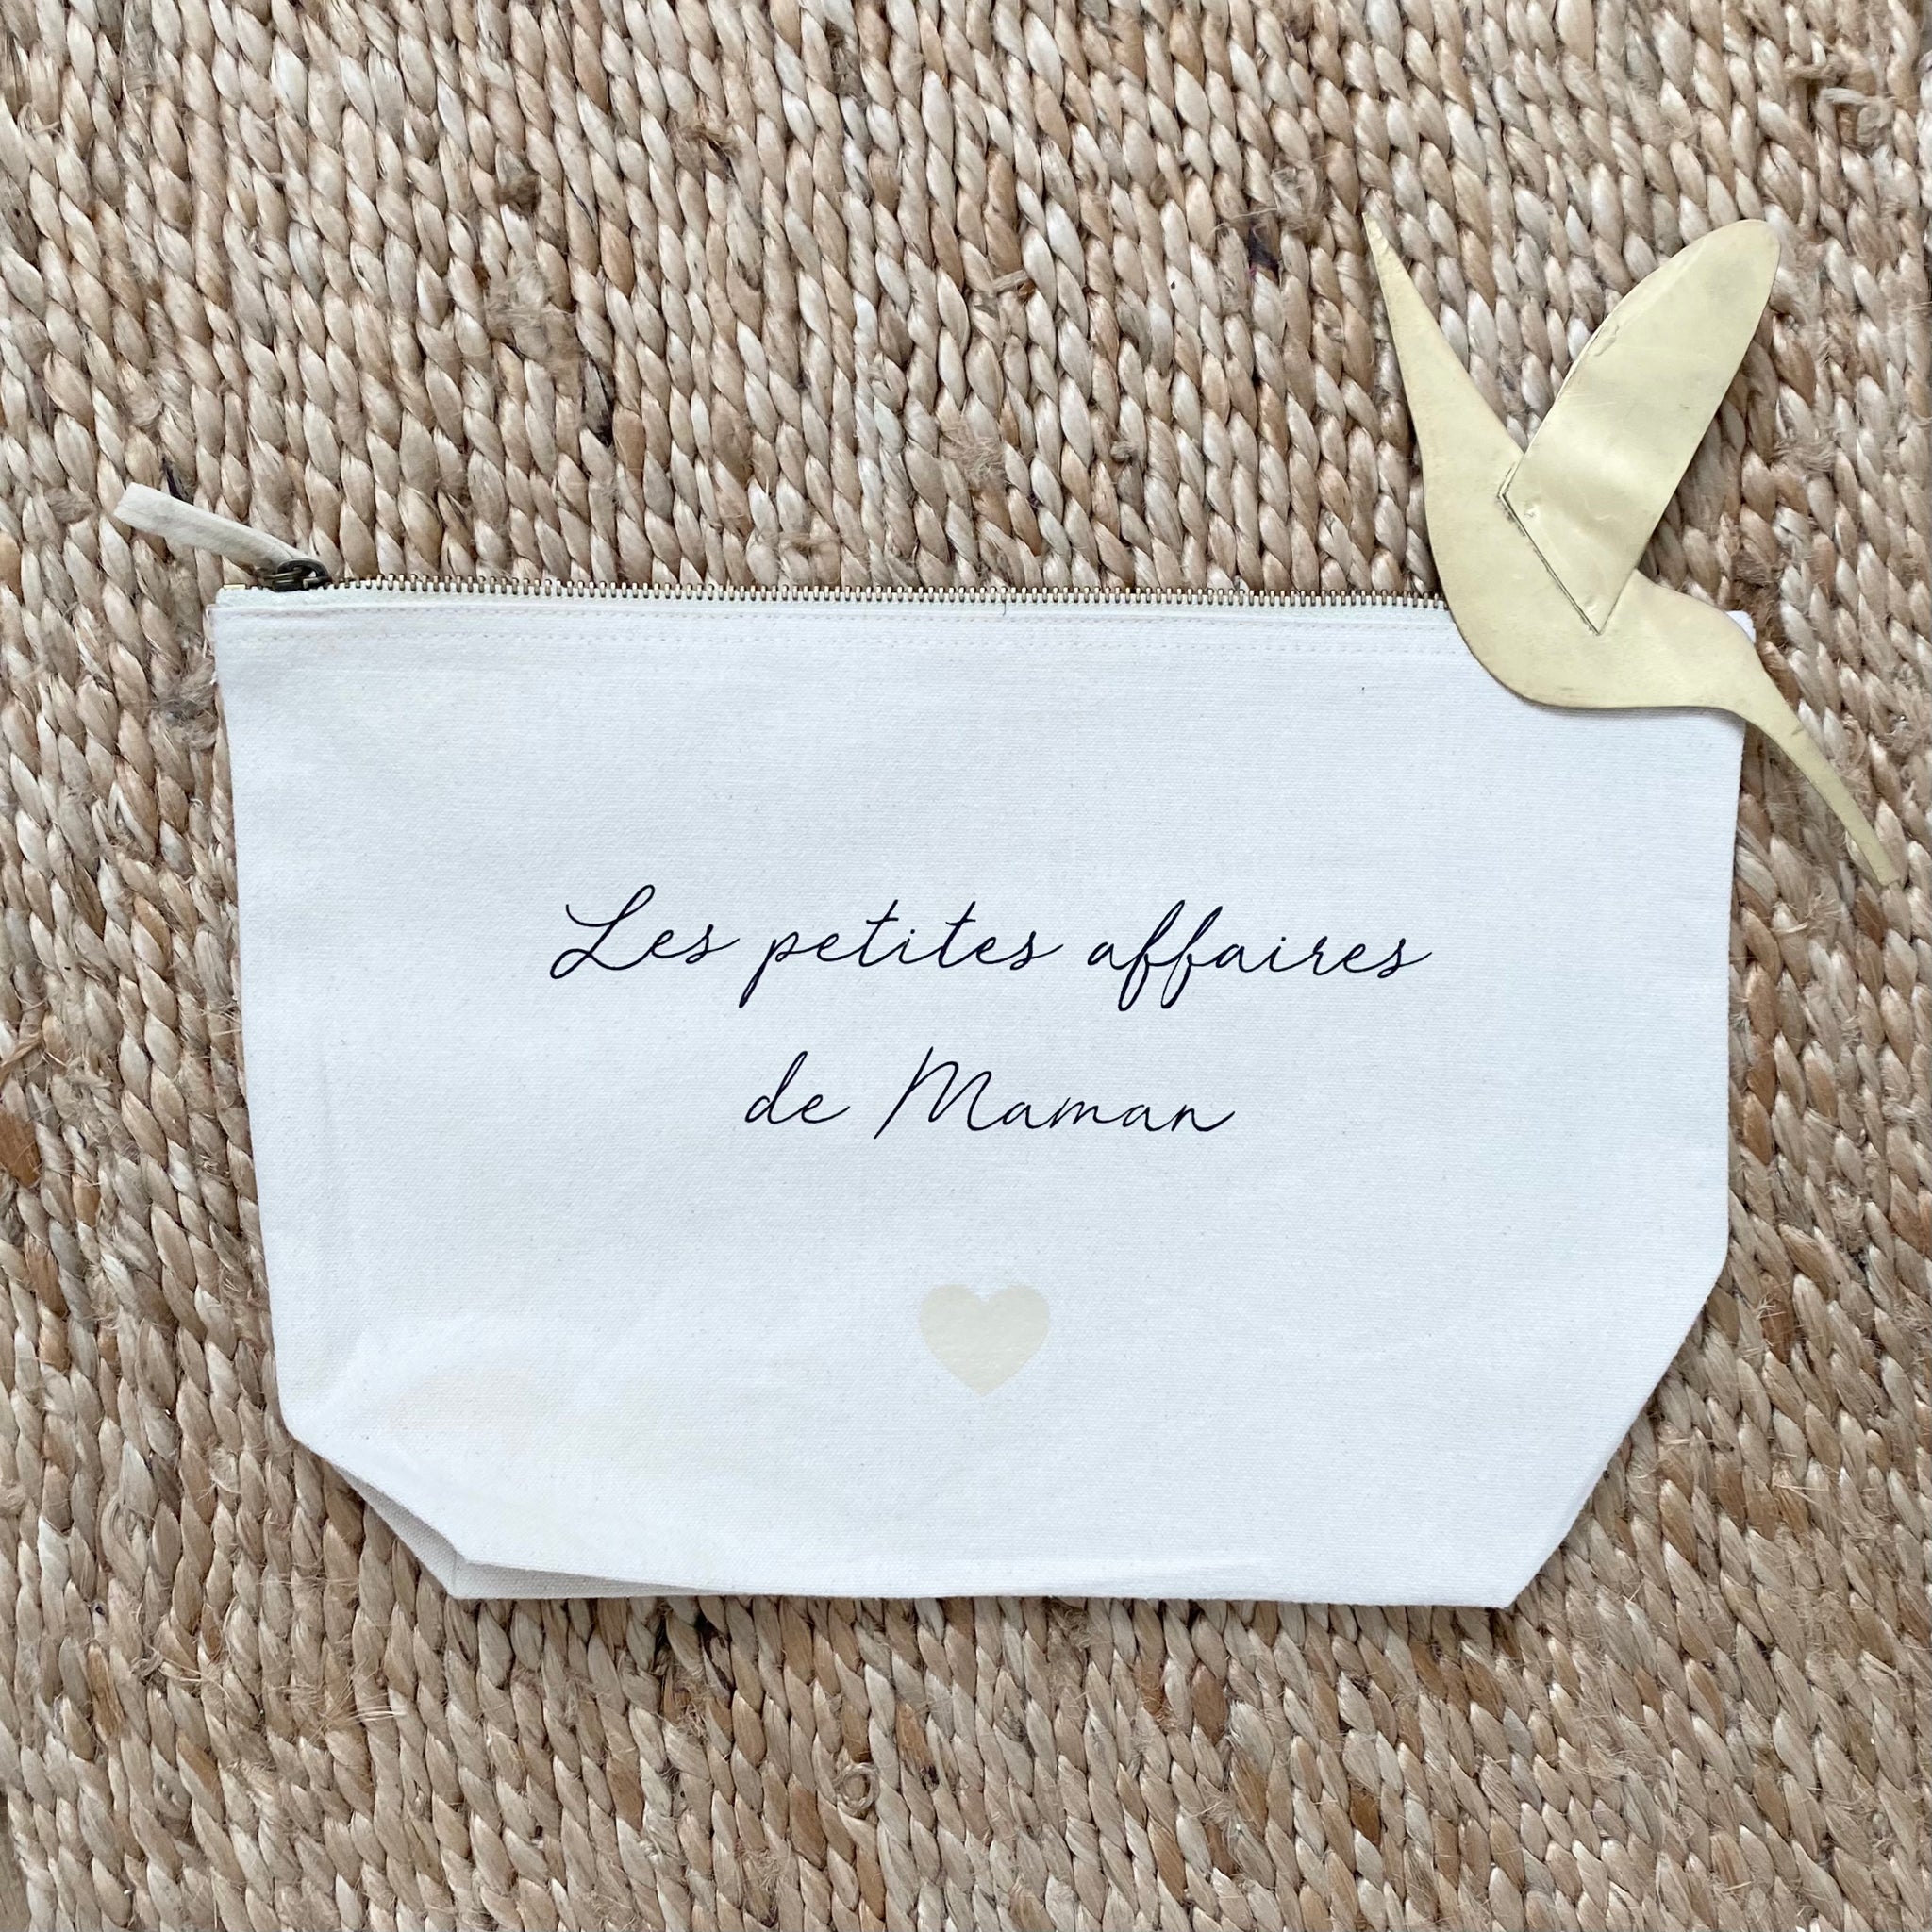 Les petites affaires
de Maman